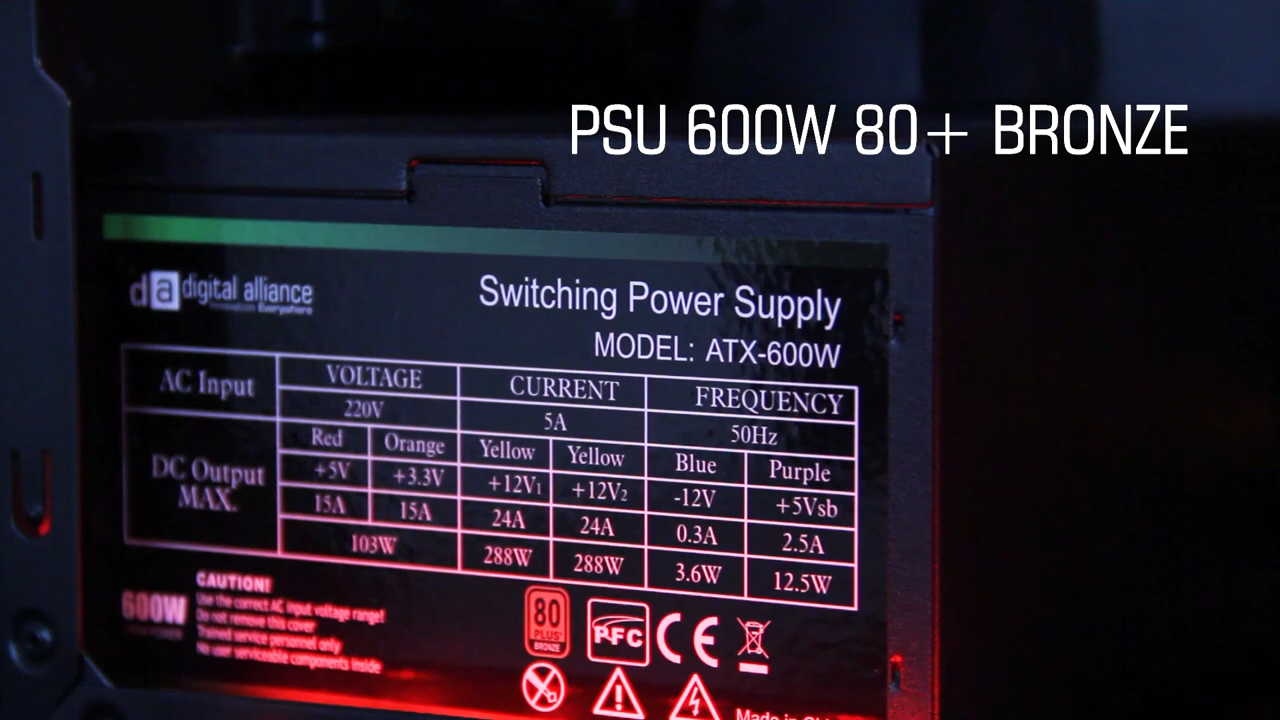 PSU 600W 80+ BRONZE
da digital alliance
Innovation Everywhere
Switching Power Supply
MODEL: ATX-600W
AC Input VOLTAGE CURRENT FREQUENCY
220V 5A 50Hz
DC Output MAX. Red Orange Yellow Yellow Blue Purple
+5V +3.3V +12V1 +12V2 -12V +5Vsb
15A 15A 24A 24A 0.3A 2.5A
103W 288W 288W 3.6W 12.5W
600W
CAUTION!
Use the correct AC input voltage range!
Do not remove this cover
Trained service personnel only
No user serviceable components inside
80
PLUS
BRONZE
PFC
CE
Made in